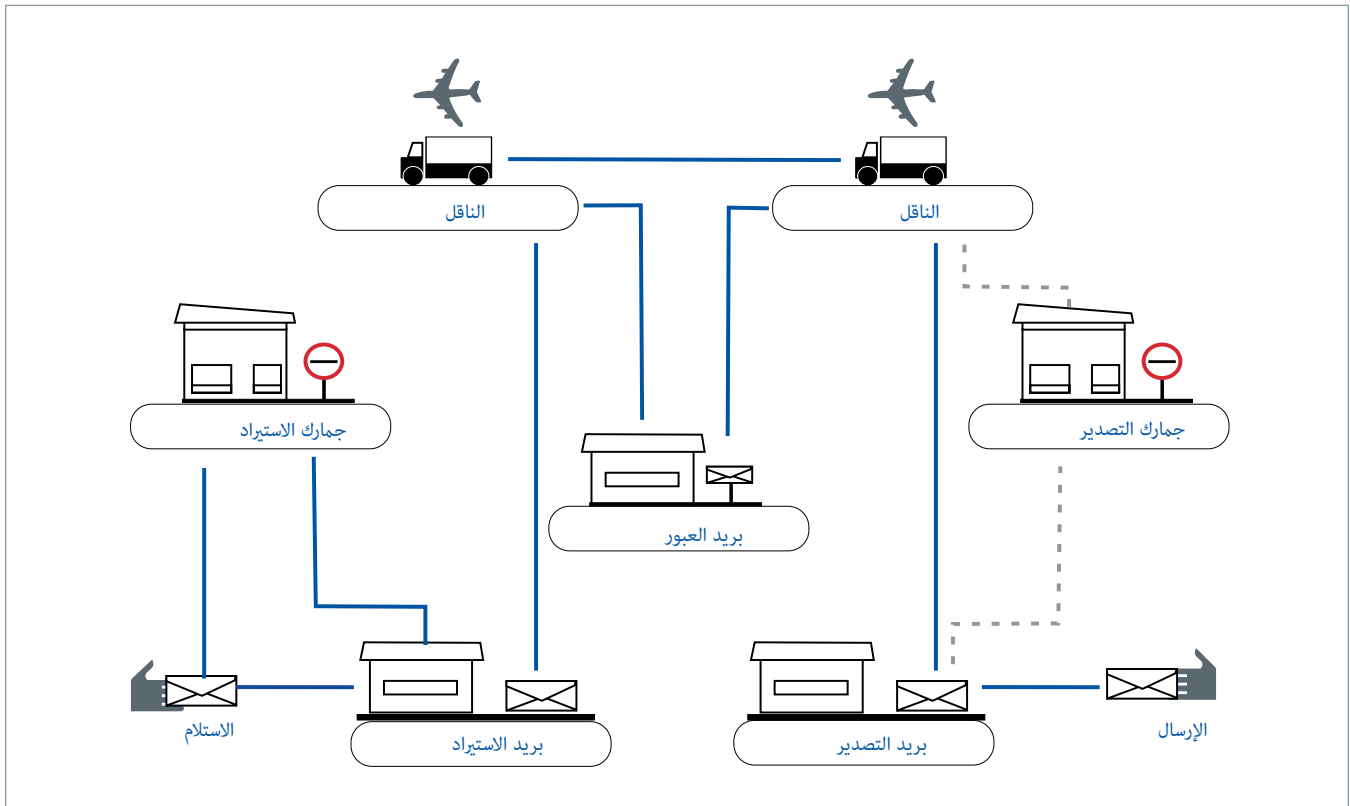 الناقل
الناقل
جمارك التصدير
جمارك الاستيراد
بريد العبور
الإرسال
بريد التصدير
بريد الاستيراد
الاستلام